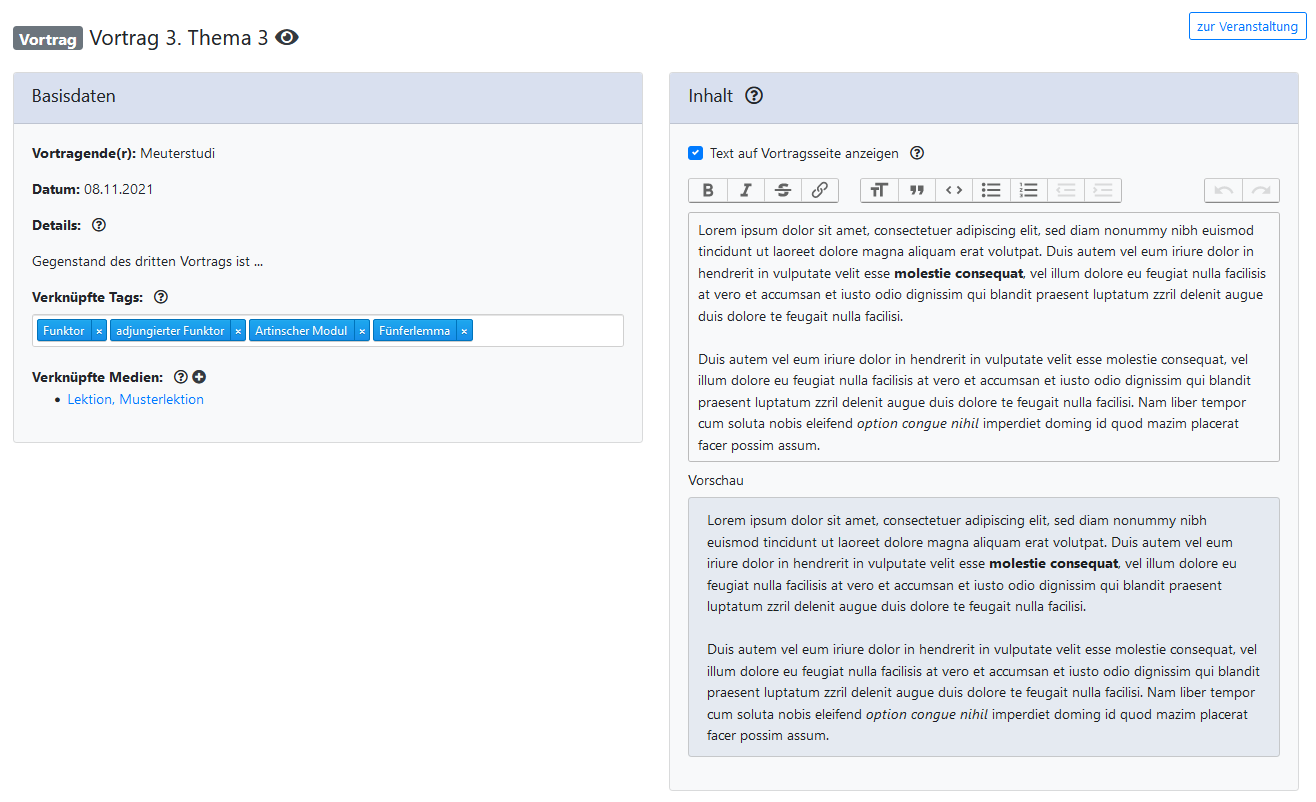 Vortrag Vortrag 3. Thema 3
zur Veranstaltung
Basisdaten
Vortragende(r): Meuterstudi
Datum: 08.11.2021
Details:
Gegenstand des dritten Vortrags ist ...
Verknüpfte Tags:
Funktor × adjungierter Funktor × Artinscher Modul × Fünferlemma ×
Verknüpfte Medien:
• Lektion, Musterlektion
Inhalt
Text auf Vortragsseite anzeigen
Lorem ipsum dolor sit amet, consectetuer adipiscing elit, sed diam nonummy nibh euismod
tincidunt ut laoreet dolore magna aliquam erat volutpat. Duis autem vel eum iriure dolor in
hendrerit in vulputate velit esse molestie consequat, vel illum dolore eu feugiat nulla facilisis
at vero et accumsan et iusto odio dignissim qui blandit praesent luptatum zzril delenit augue
duis dolore te feugait nulla facilisi.
Duis autem vel eum iriure dolor in hendrerit in vulputate velit esse molestie consequat, vel
illum dolore eu feugiat nulla facilisis at vero et accumsan et iusto odio dignissim qui blandit
praesent luptatum zzril delenit augue duis dolore te feugait nulla facilisi. Nam liber tempor
cum soluta nobis eleifend option congue nihil imperdiet doming id quod mazim placerat
facer possim assum.
Vorschau
Lorem ipsum dolor sit amet, consectetuer adipiscing elit, sed diam nonummy nibh
euismod tincidunt ut laoreet dolore magna aliquam erat volutpat. Duis autem vel eum
iriure dolor in hendrerit in vulputate velit esse molestie consequat, vel illum dolore eu
feugiat nulla facilisis at vero et accumsan et iusto odio dignissim qui blandit praesent
luptatum zzril delenit augue duis dolore te feugait nulla facilisi.
Duis autem vel eum iriure dolor in hendrerit in vulputate velit esse molestie consequat, vel
illum dolore eu feugiat nulla facilisis at vero et accumsan et iusto odio dignissim qui blandit
praesent luptatum zzril delenit augue duis dolore te feugait nulla facilisi. Nam liber tempor
cum soluta nobis eleifend option congue nihil imperdiet doming id quod mazim placerat
facer possim assum.